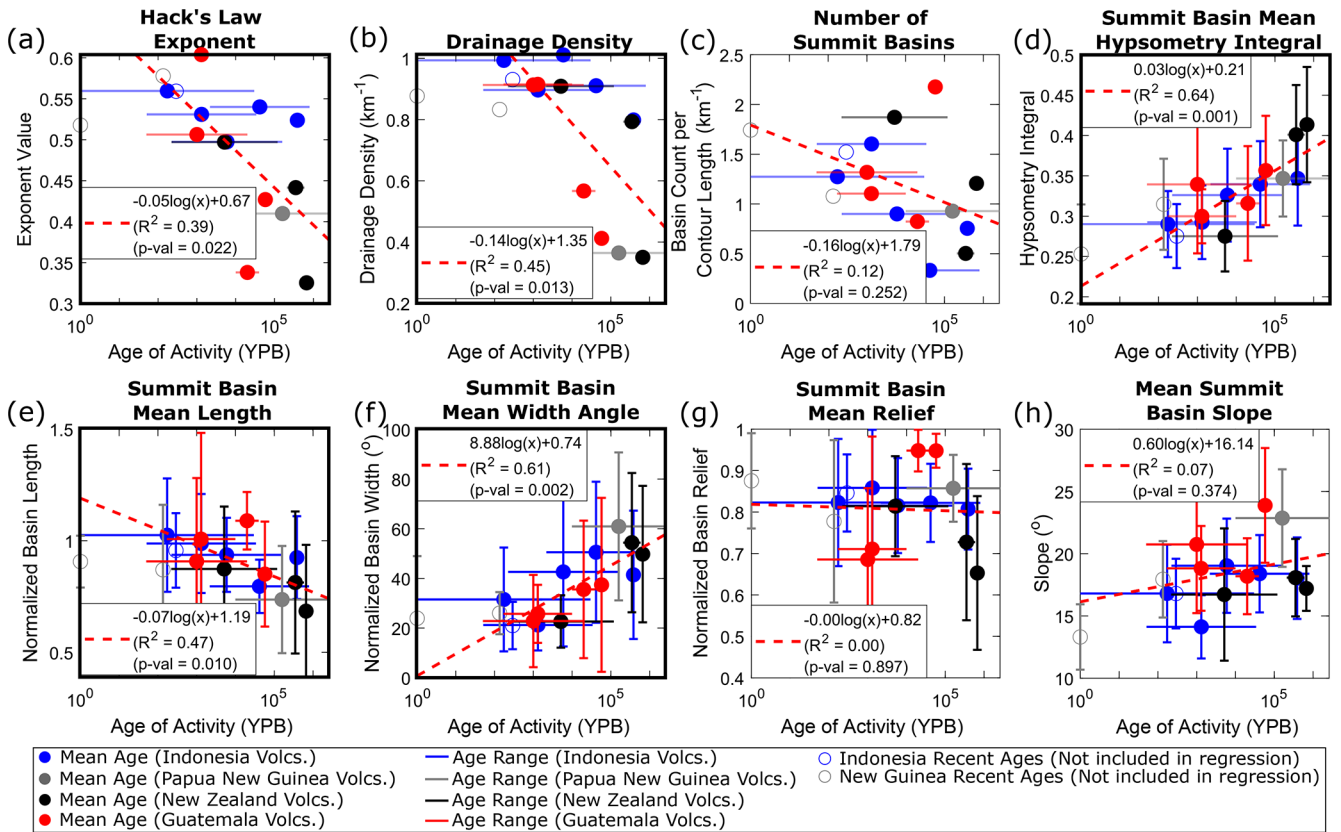 (a)
Hack's Law
Exponent
Exponent Value
0.6
0.55
0.5
0.45
0.4
0.35
0.3
-0.05log(x)+0.67
(R² = 0.39)
(p-val = 0.022)
10⁰
10⁵
Age of Activity (YPB)
(b)
Drainage Density
Drainage Density (km⁻¹)
1
0.8
0.6
0.4
0.2
-0.14log(x)+1.35
(R² = 0.45)
(p-val = 0.013)
10⁰
10⁵
Age of Activity (YPB)
(c)
Number of
Summit Basins
Basin Count per
Contour Length (km⁻¹)
2.5
2
1.5
1
0.5
0
-0.16log(x)+1.79
(R² = 0.12)
(p-val = 0.252)
10⁰
10⁵
Age of Activity (YPB)
(d)
Summit Basin Mean
Hypsometry Integral
Hypsometry Integral
0.5
0.45
0.4
0.35
0.3
0.25
0.2
0.03log(x)+0.21
(R² = 0.64)
(p-val = 0.001)
10⁰
10⁵
Age of Activity (YPB)
(e)
Summit Basin
Mean Length
Normalized Basin Length
1.5
1
0.5
-0.07log(x)+1.19
(R² = 0.47)
(p-val = 0.010)
10⁰
10⁵
Age of Activity (YPB)
(f)
Summit Basin
Mean Width Angle
Normalized Basin Width (°)
100
80
60
40
20
0
8.88log(x)+0.74
(R² = 0.61)
(p-val = 0.002)
10⁰
10⁵
Age of Activity (YPB)
(g)
Summit Basin
Mean Relief
Normalized Basin Relief
1
0.9
0.8
0.7
0.6
0.5
0.4
-0.00log(x)+0.82
(R² = 0.00)
(p-val = 0.897)
10⁰
10⁵
Age of Activity (YPB)
(h)
Mean Summit
Basin Slope
Slope (°)
30
25
20
15
10
0.60log(x)+16.14
(R² = 0.07)
(p-val = 0.374)
10⁰
10⁵
Age of Activity (YPB)
Mean Age (Indonesia Volcs.)
Mean Age (Papua New Guinea Volcs.)
Mean Age (New Zealand Volcs.)
Mean Age (Guatemala Volcs.)
Age Range (Indonesia Volcs.)
Age Range (Papua New Guinea Volcs.)
Age Range (New Zealand Volcs.)
Age Range (Guatemala Volcs.)
Indonesia Recent Ages (Not included in regression)
New Guinea Recent Ages (Not included in regression)